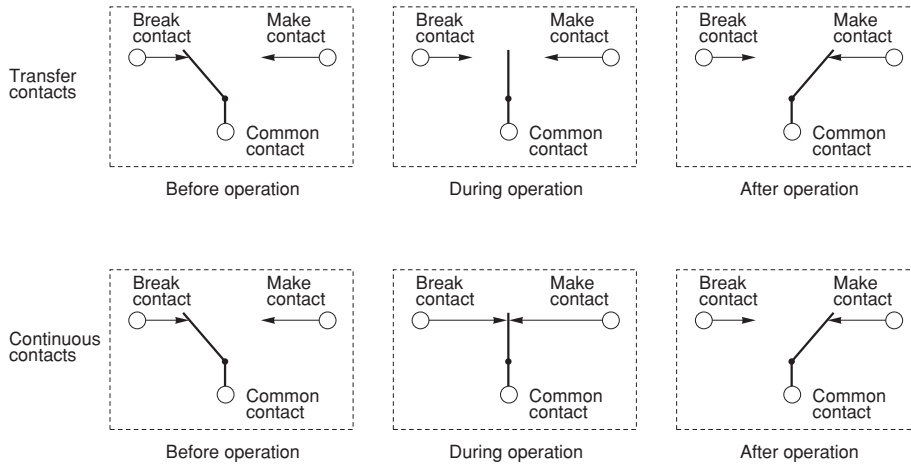 Break
contact
Make
contact
Common
contact
Break
contact
Make
contact
Common
contact
Break
contact
Make
contact
Common
contact
Transfer
contacts
Before operation
During operation
After operation
Break
contact
Make
contact
Common
contact
Break
contact
Make
contact
Common
contact
Break
contact
Make
contact
Common
contact
Continuous
contacts
Before operation
During operation
After operation